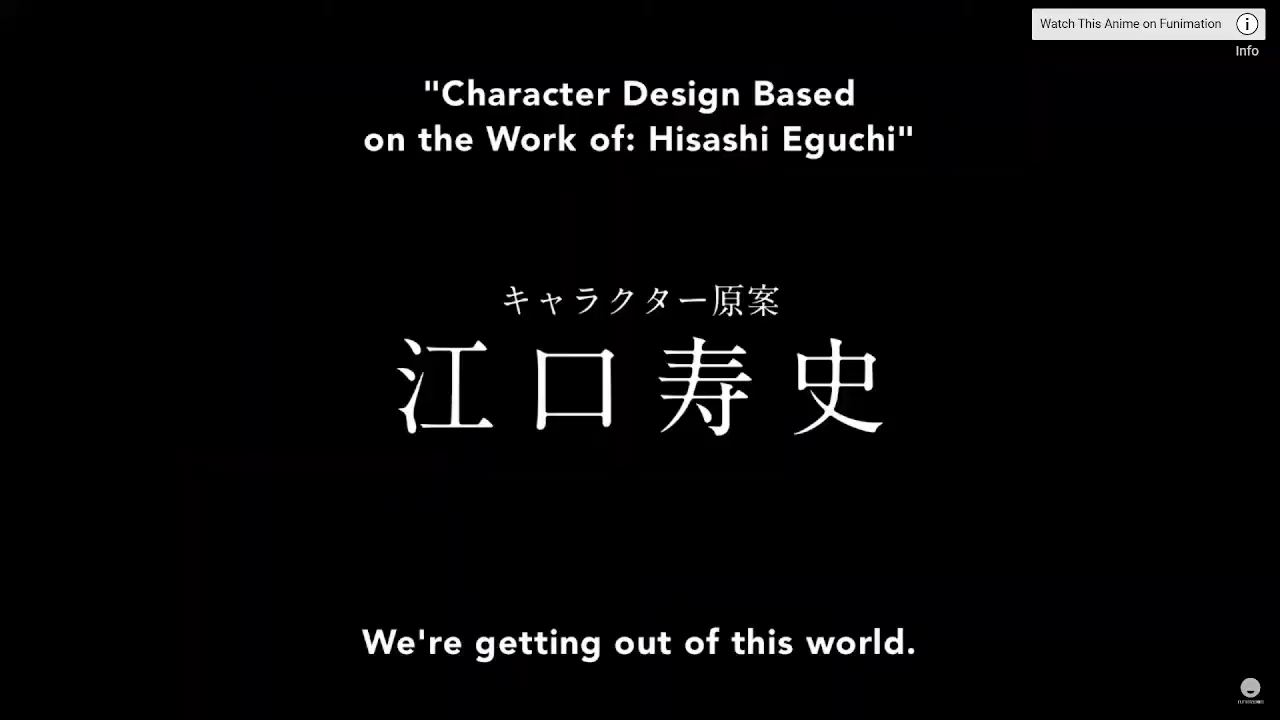 Watch This Anime on Funimation
Info
"Character Design Based
on the Work of: Hisashi Eguchi"
キャラクター原案
江口寿史
We're getting out of this world.